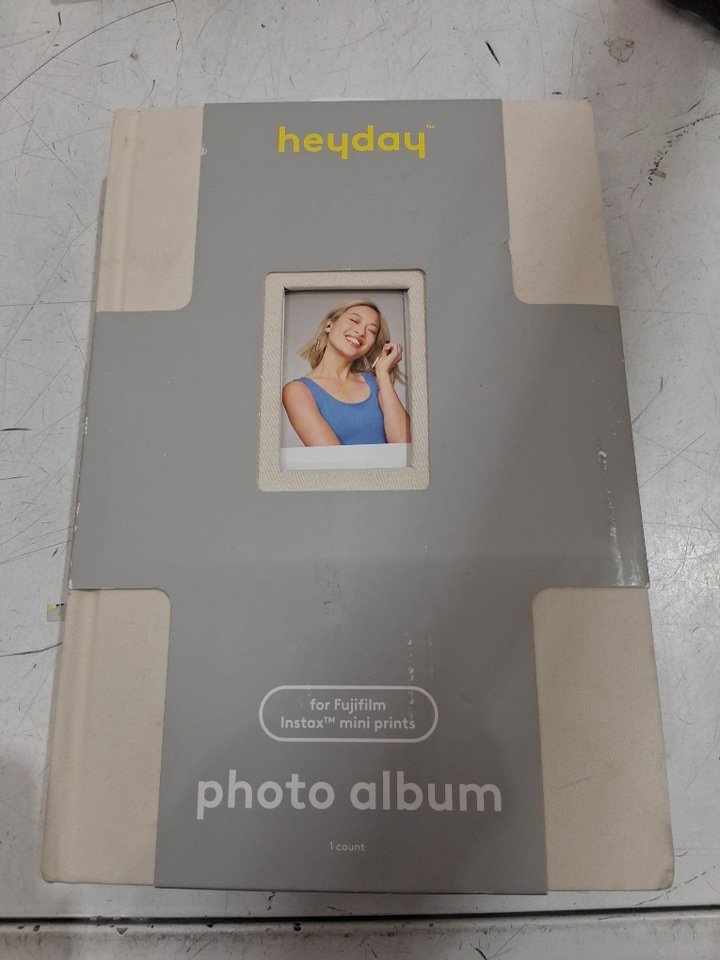 heyday™
for Fujifilm
Instax™ mini prints
photo album
1 count